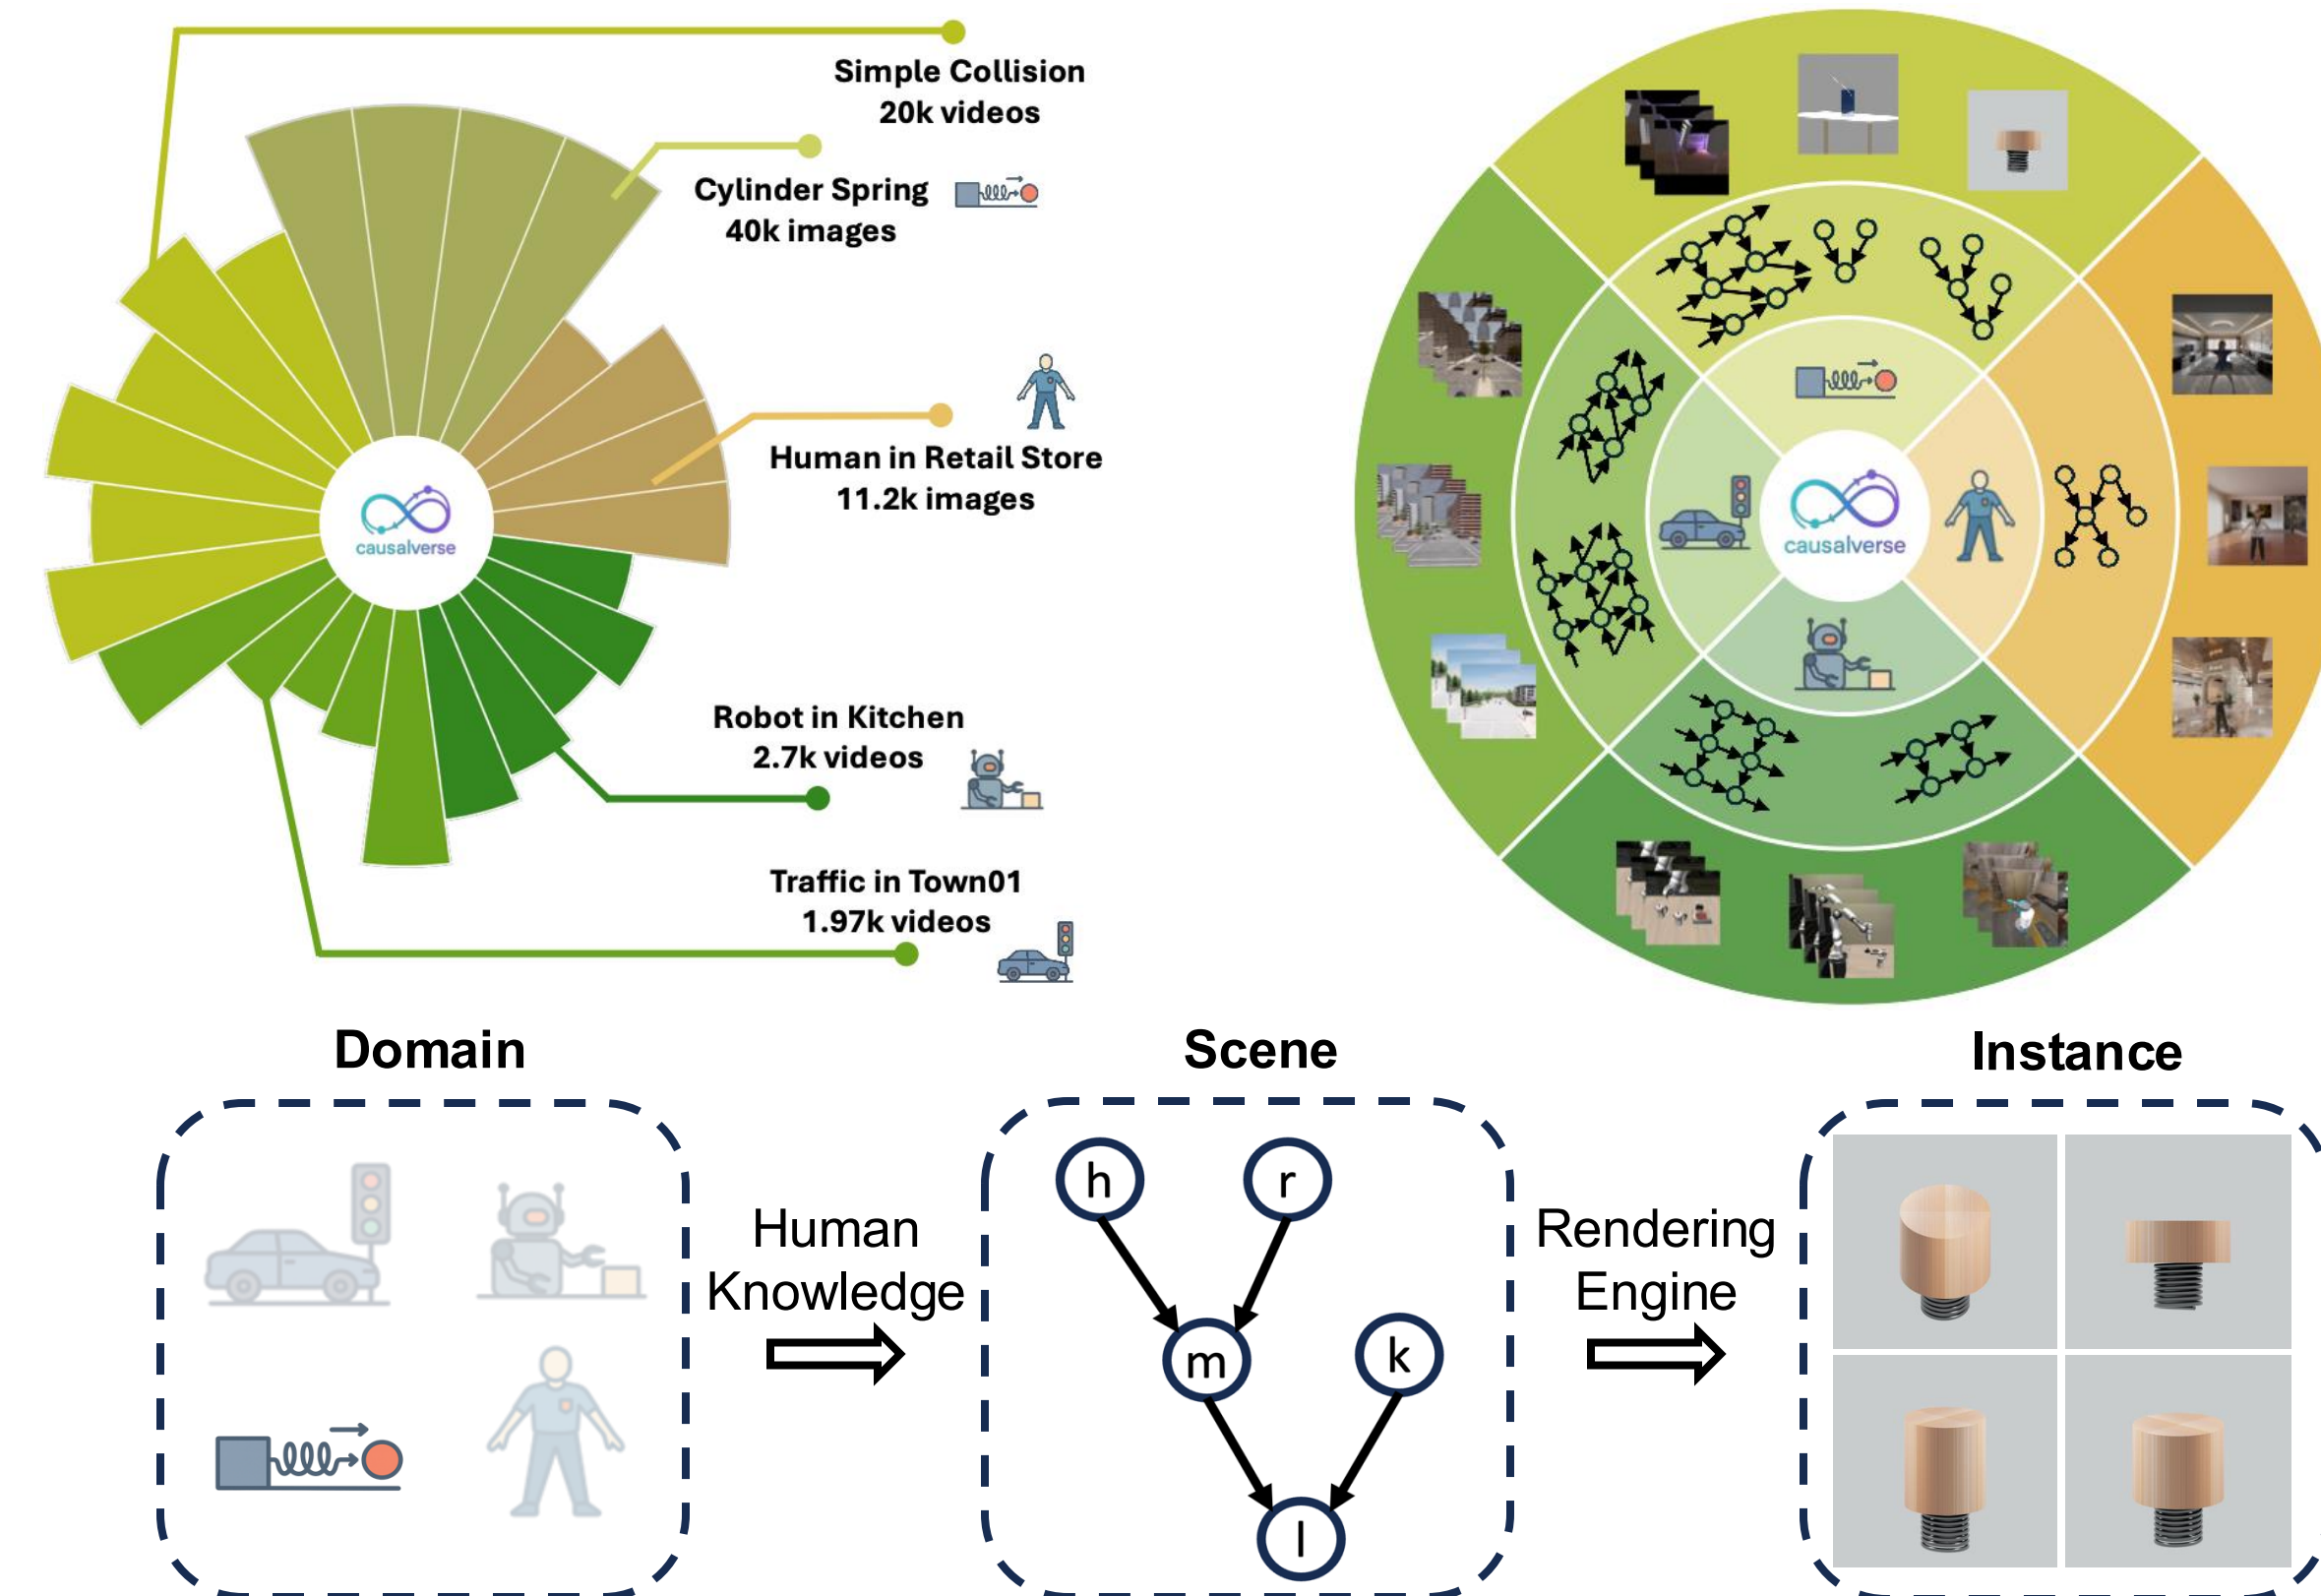 Simple Collision
20k videos
Cylinder Spring
40k images
Human in Retail Store
11.2k images
causalverse
Robot in Kitchen
2.7k videos
Traffic in Town01
1.97k videos
causalverse
Domain
Scene
Instance
Human
Knowledge
h
r
m
k
l
Rendering
Engine